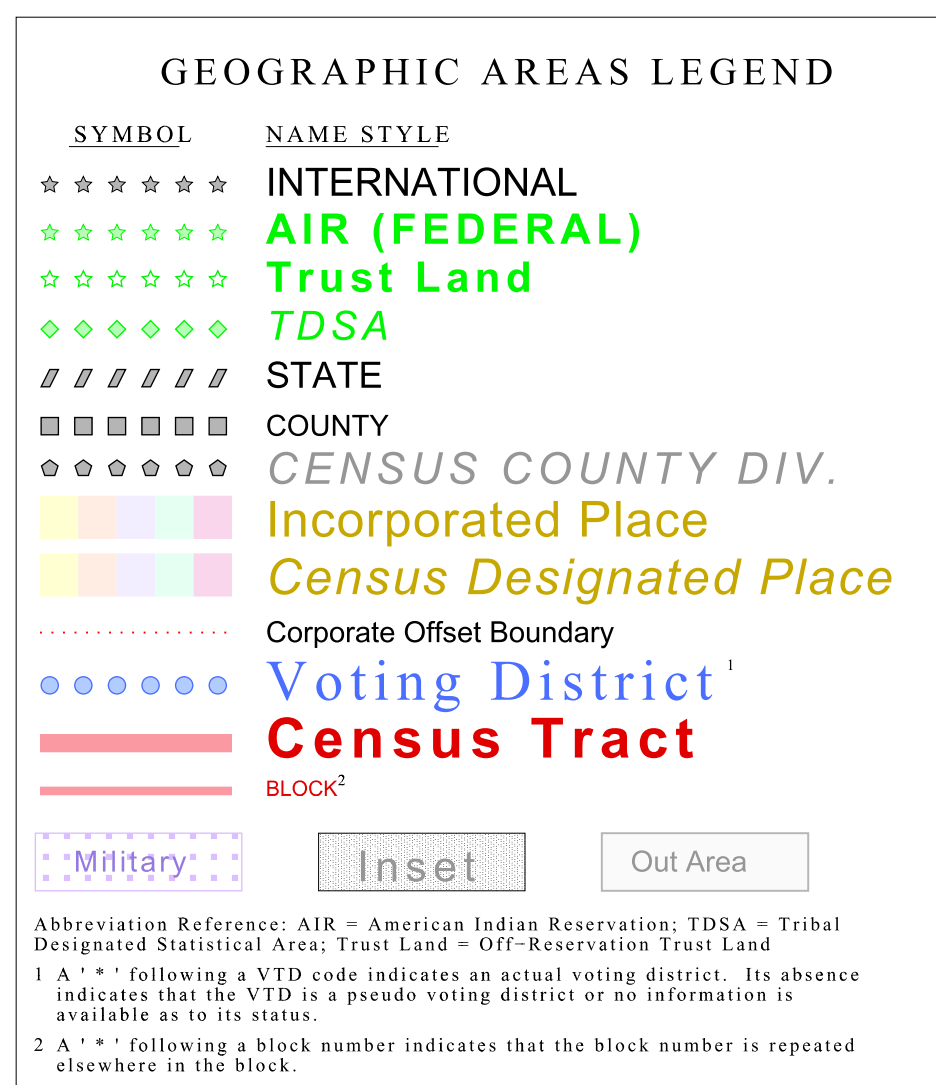 GEOGRAPHIC AREAS LEGEND
SYMBOL NAME STYLE
INTERNATIONAL
AIR (FEDERAL)
Trust Land
TDSA
STATE
COUNTY
CENSUS COUNTY DIV.
Incorporated Place
Census Designated Place
Corporate Offset Boundary
Voting District 1
Census Tract
BLOCK2
Military Inset Out Area
Abbreviation Reference: AIR = American Indian Reservation; TDSA = Tribal
Designated Statistical Area; Trust Land = Off−Reservation Trust Land
1 A ' * ' following a VTD code indicates an actual voting district. Its absence
indicates that the VTD is a pseudo voting district or no information is
available as to its status.
2 A ' * ' following a block number indicates that the block number is repeated
elsewhere in the block.